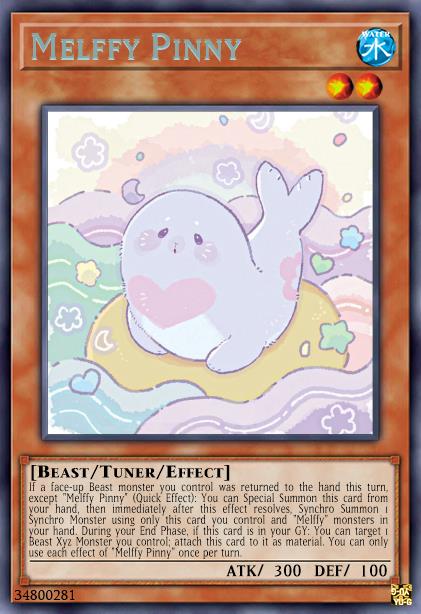 Melffy Pinny
WATER
水
[Beast/Tuner/Effect]
If a face-up Beast monster you control was returned to the hand this turn,
except "Melffy Pinny" (Quick Effect): You can Special Summon this card from
your hand, then immediately after this effect resolves, Synchro Summon 1
Synchro Monster using only this card you control and "Melffy" monsters in
your hand. During your End Phase, if this card is in your GY: You can target 1
Beast Xyz Monster you control; attach this card to it as material. You can only
use each effect of "Melffy Pinny" once per turn.
ATK/ 300 DEF/ 100
34800281